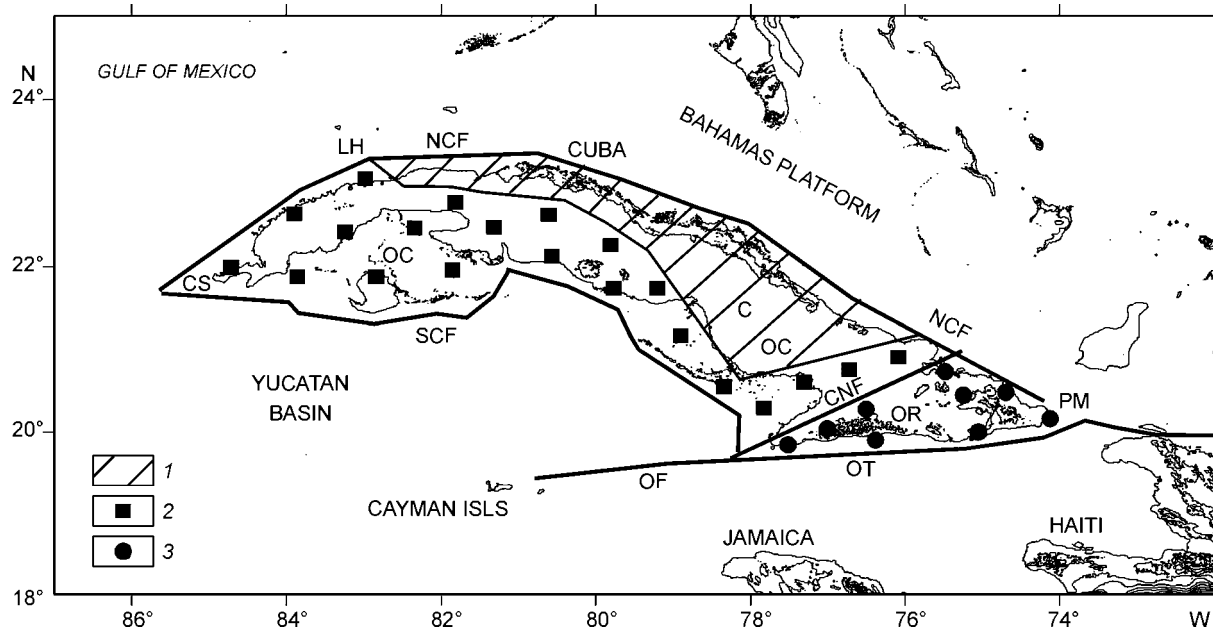 GULF OF MEXICO
N
24°
22°
20°
18°
LH
NCF
CUBA
BAHAMAS PLATFORM
CS
OC
SCF
C
OC
NCF
YUCATAN
BASIN
CNF
OR
PM
OF
OT
CAYMAN ISLS
JAMAICA
HAITI
1
2
3
86°
84°
82°
80°
78°
76°
74°
W